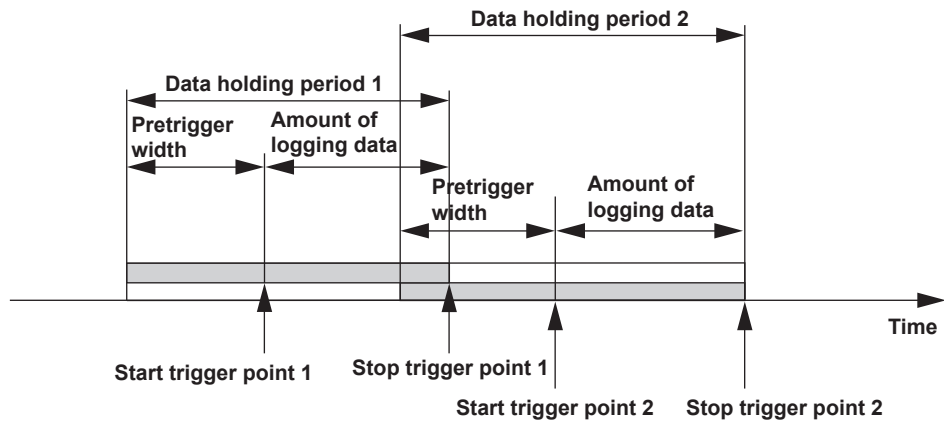 Data holding period 2
Data holding period 1
Pretrigger
width
Amount of
logging data
Pretrigger
width
Amount of
logging data
Time
Start trigger point 1
Stop trigger point 1
Start trigger point 2
Stop trigger point 2